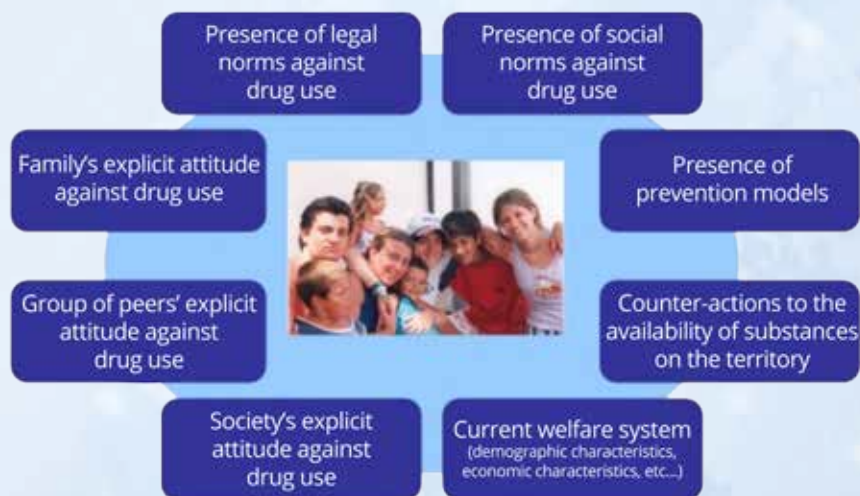 Presence of legal
norms against
drug use
Presence of social
norms against
drug use
Family's explicit attitude
against drug use
Presence of
prevention models
Group of peers' explicit
attitude against
drug use
Counter-actions to the
availability of substances
on the territory
Society's explicit
attitude against
drug use
Current welfare system
(demographic characteristics,
economic characteristics, etc...)